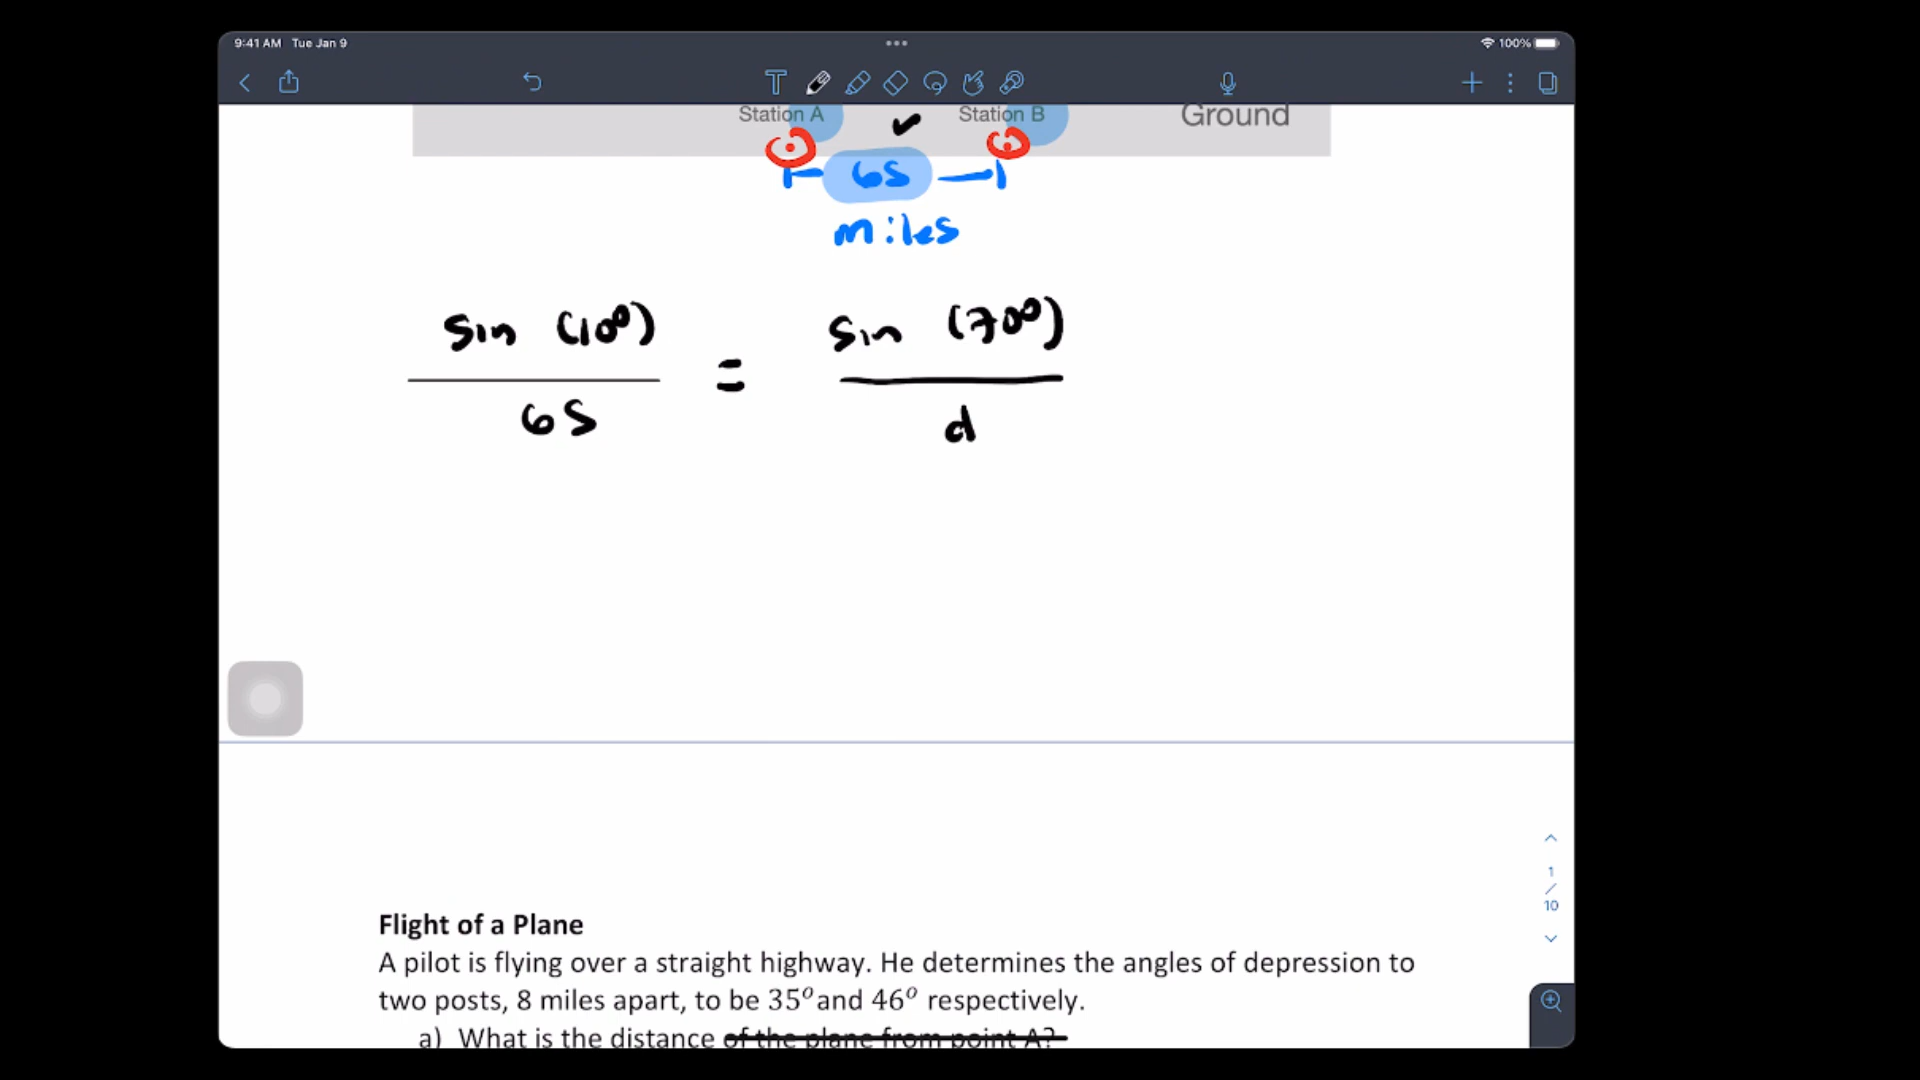 9:41 AM Tue Jan 9
100%
Station A
Station B
Ground
65
miles
sin (10°)
65
=
sin (70°)
d
1
/
10
Flight of a Plane
A pilot is flying over a straight highway. He determines the angles of depression to
two posts, 8 miles apart, to be 35° and 46° respectively.
a) What is the distance of the plane from point A?